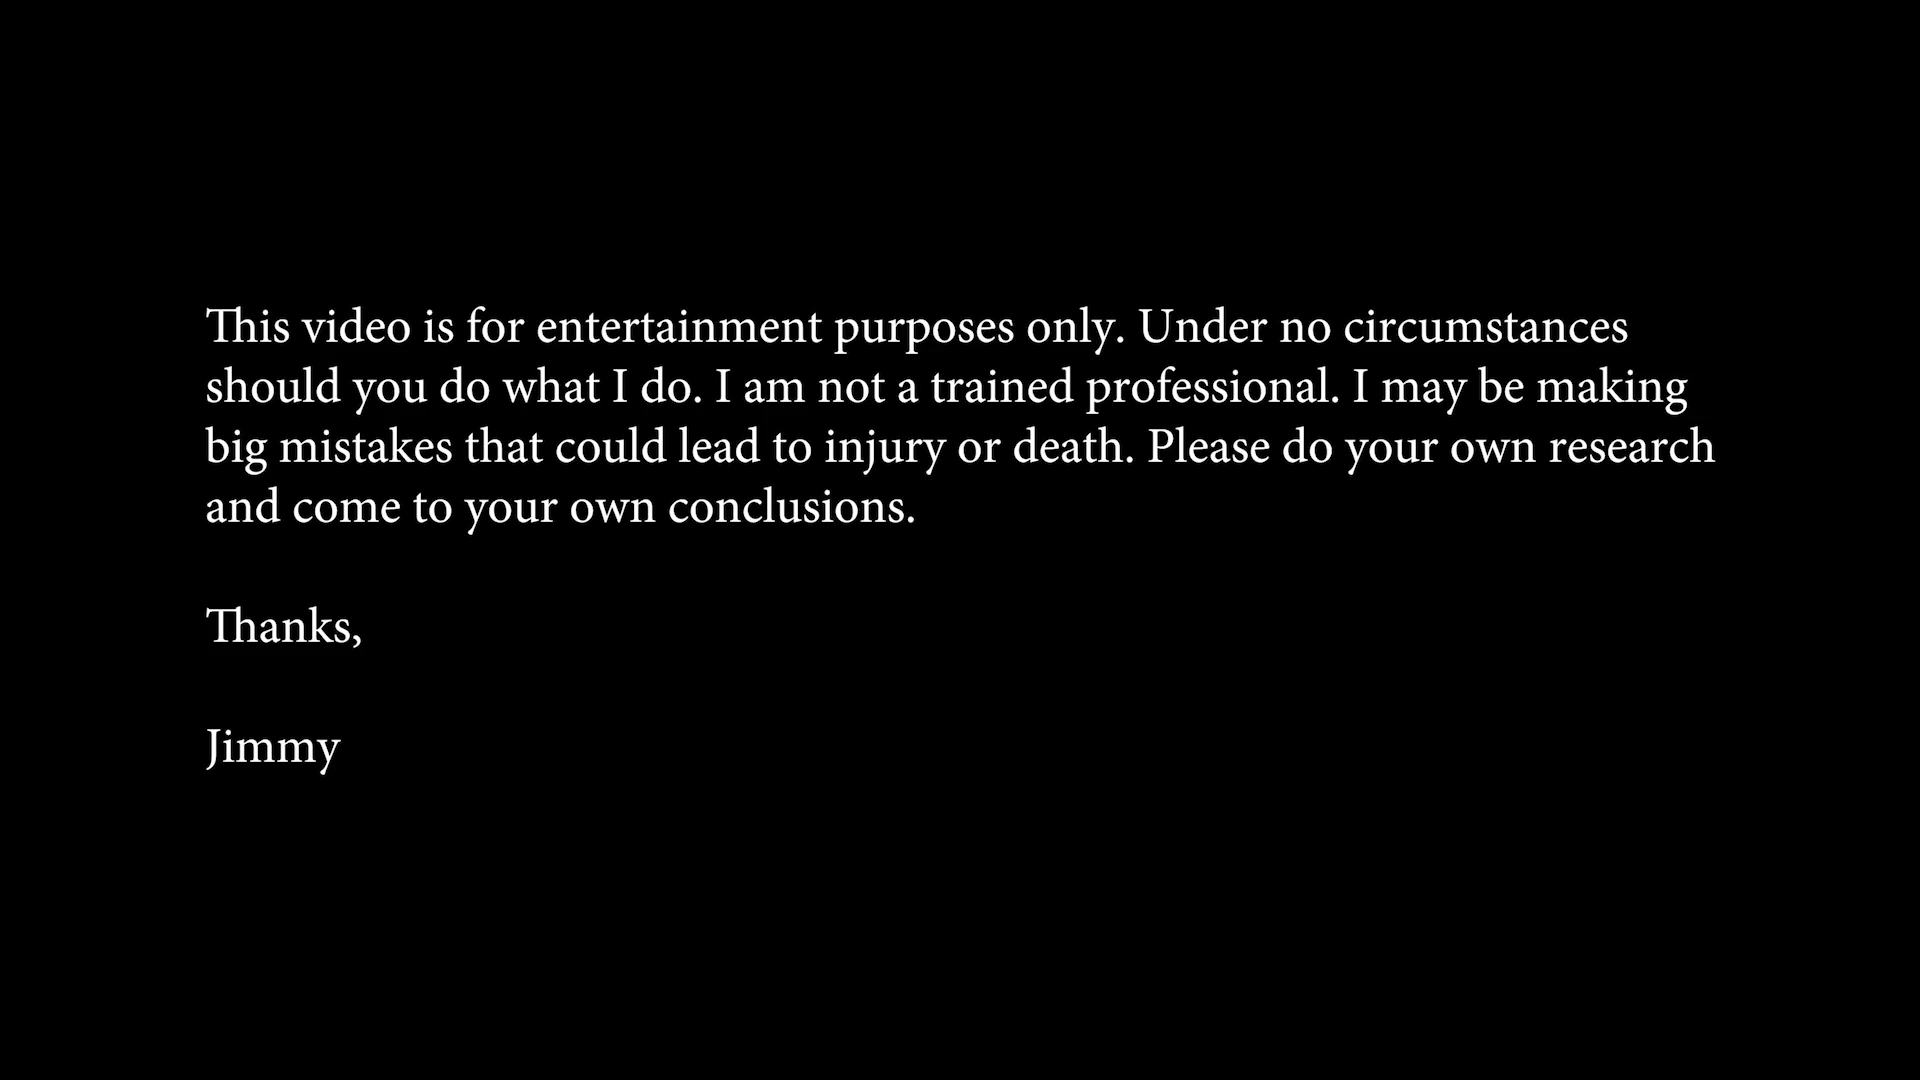 This video is for entertainment purposes only. Under no circumstances
should you do what I do. I am not a trained professional. I may be making
big mistakes that could lead to injury or death. Please do your own research
and come to your own conclusions.
Thanks,
Jimmy